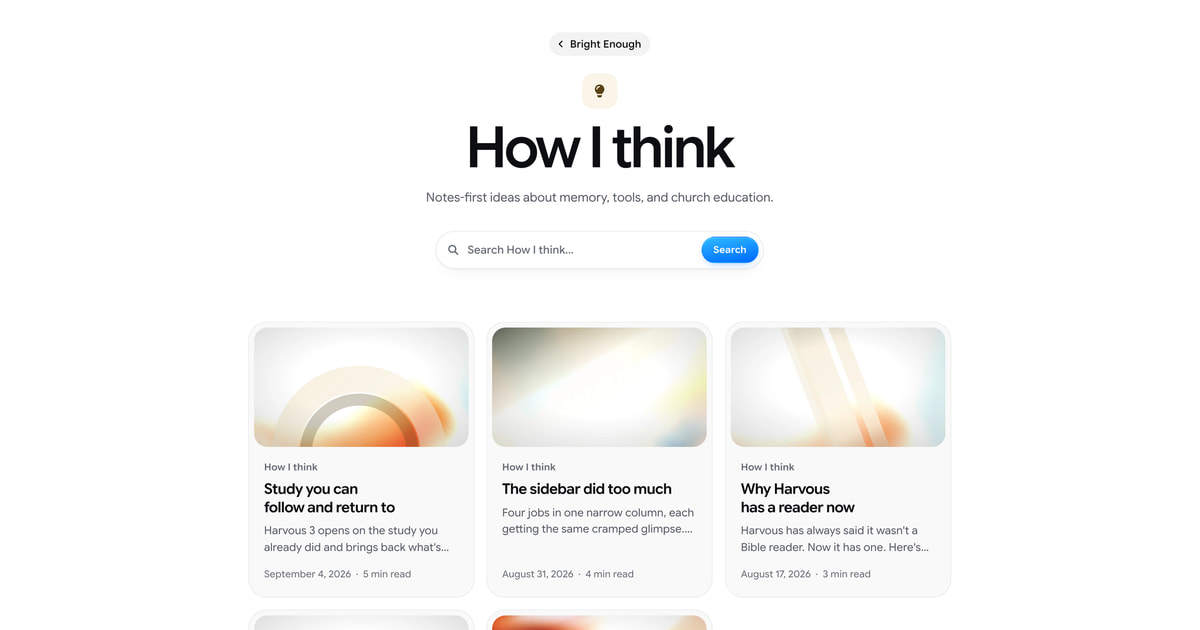 Bright Enough
How I think
Notes-first ideas about memory, tools, and church education.
Search How I think...
Search
How I think
Study you can
follow and return to
Harvous 3 opens on the study you
already did and brings back what's...
September 4, 2026 · 5 min read
How I think
The sidebar did too much
Four jobs in one narrow column, each
getting the same cramped glimpse....
August 31, 2026 · 4 min read
How I think
Why Harvous
has a reader now
Harvous has always said it wasn't a
Bible reader. Now it has one. Here's...
August 17, 2026 · 3 min read